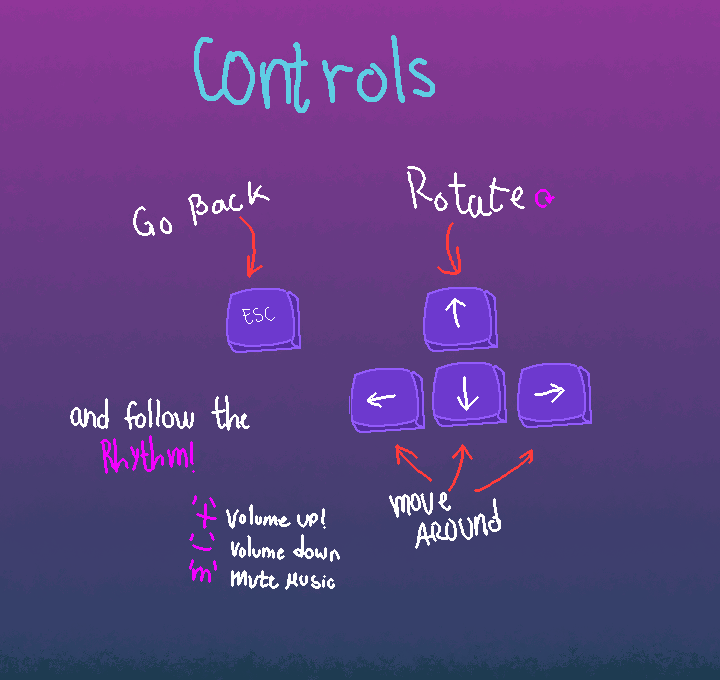 Controls
Go Back
Rotate
ESC
↑
← ↓ →
and follow the
Rhythm!
move
AROUND
'+' Volume up!
'-' Volume down
'm' Mute Music